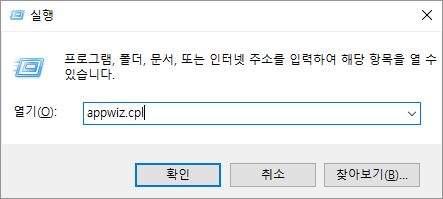 실행
프로그램, 폴더, 문서, 또는 인터넷 주소를 입력하여 해당 항목을 열 수
있습니다.
열기(O): appwiz.cpl
확인 취소 찾아보기(B)...